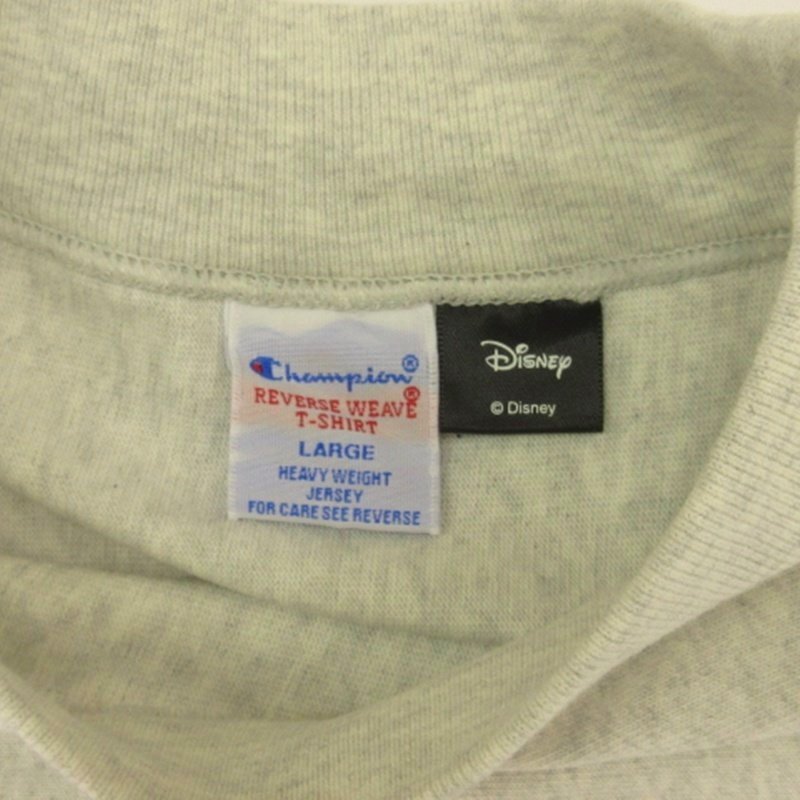 Champion®
REVERSE WEAVE®
T-SHIRT
LARGE
HEAVY WEIGHT
JERSEY
FOR CARE SEE REVERSE
Disney
© Disney